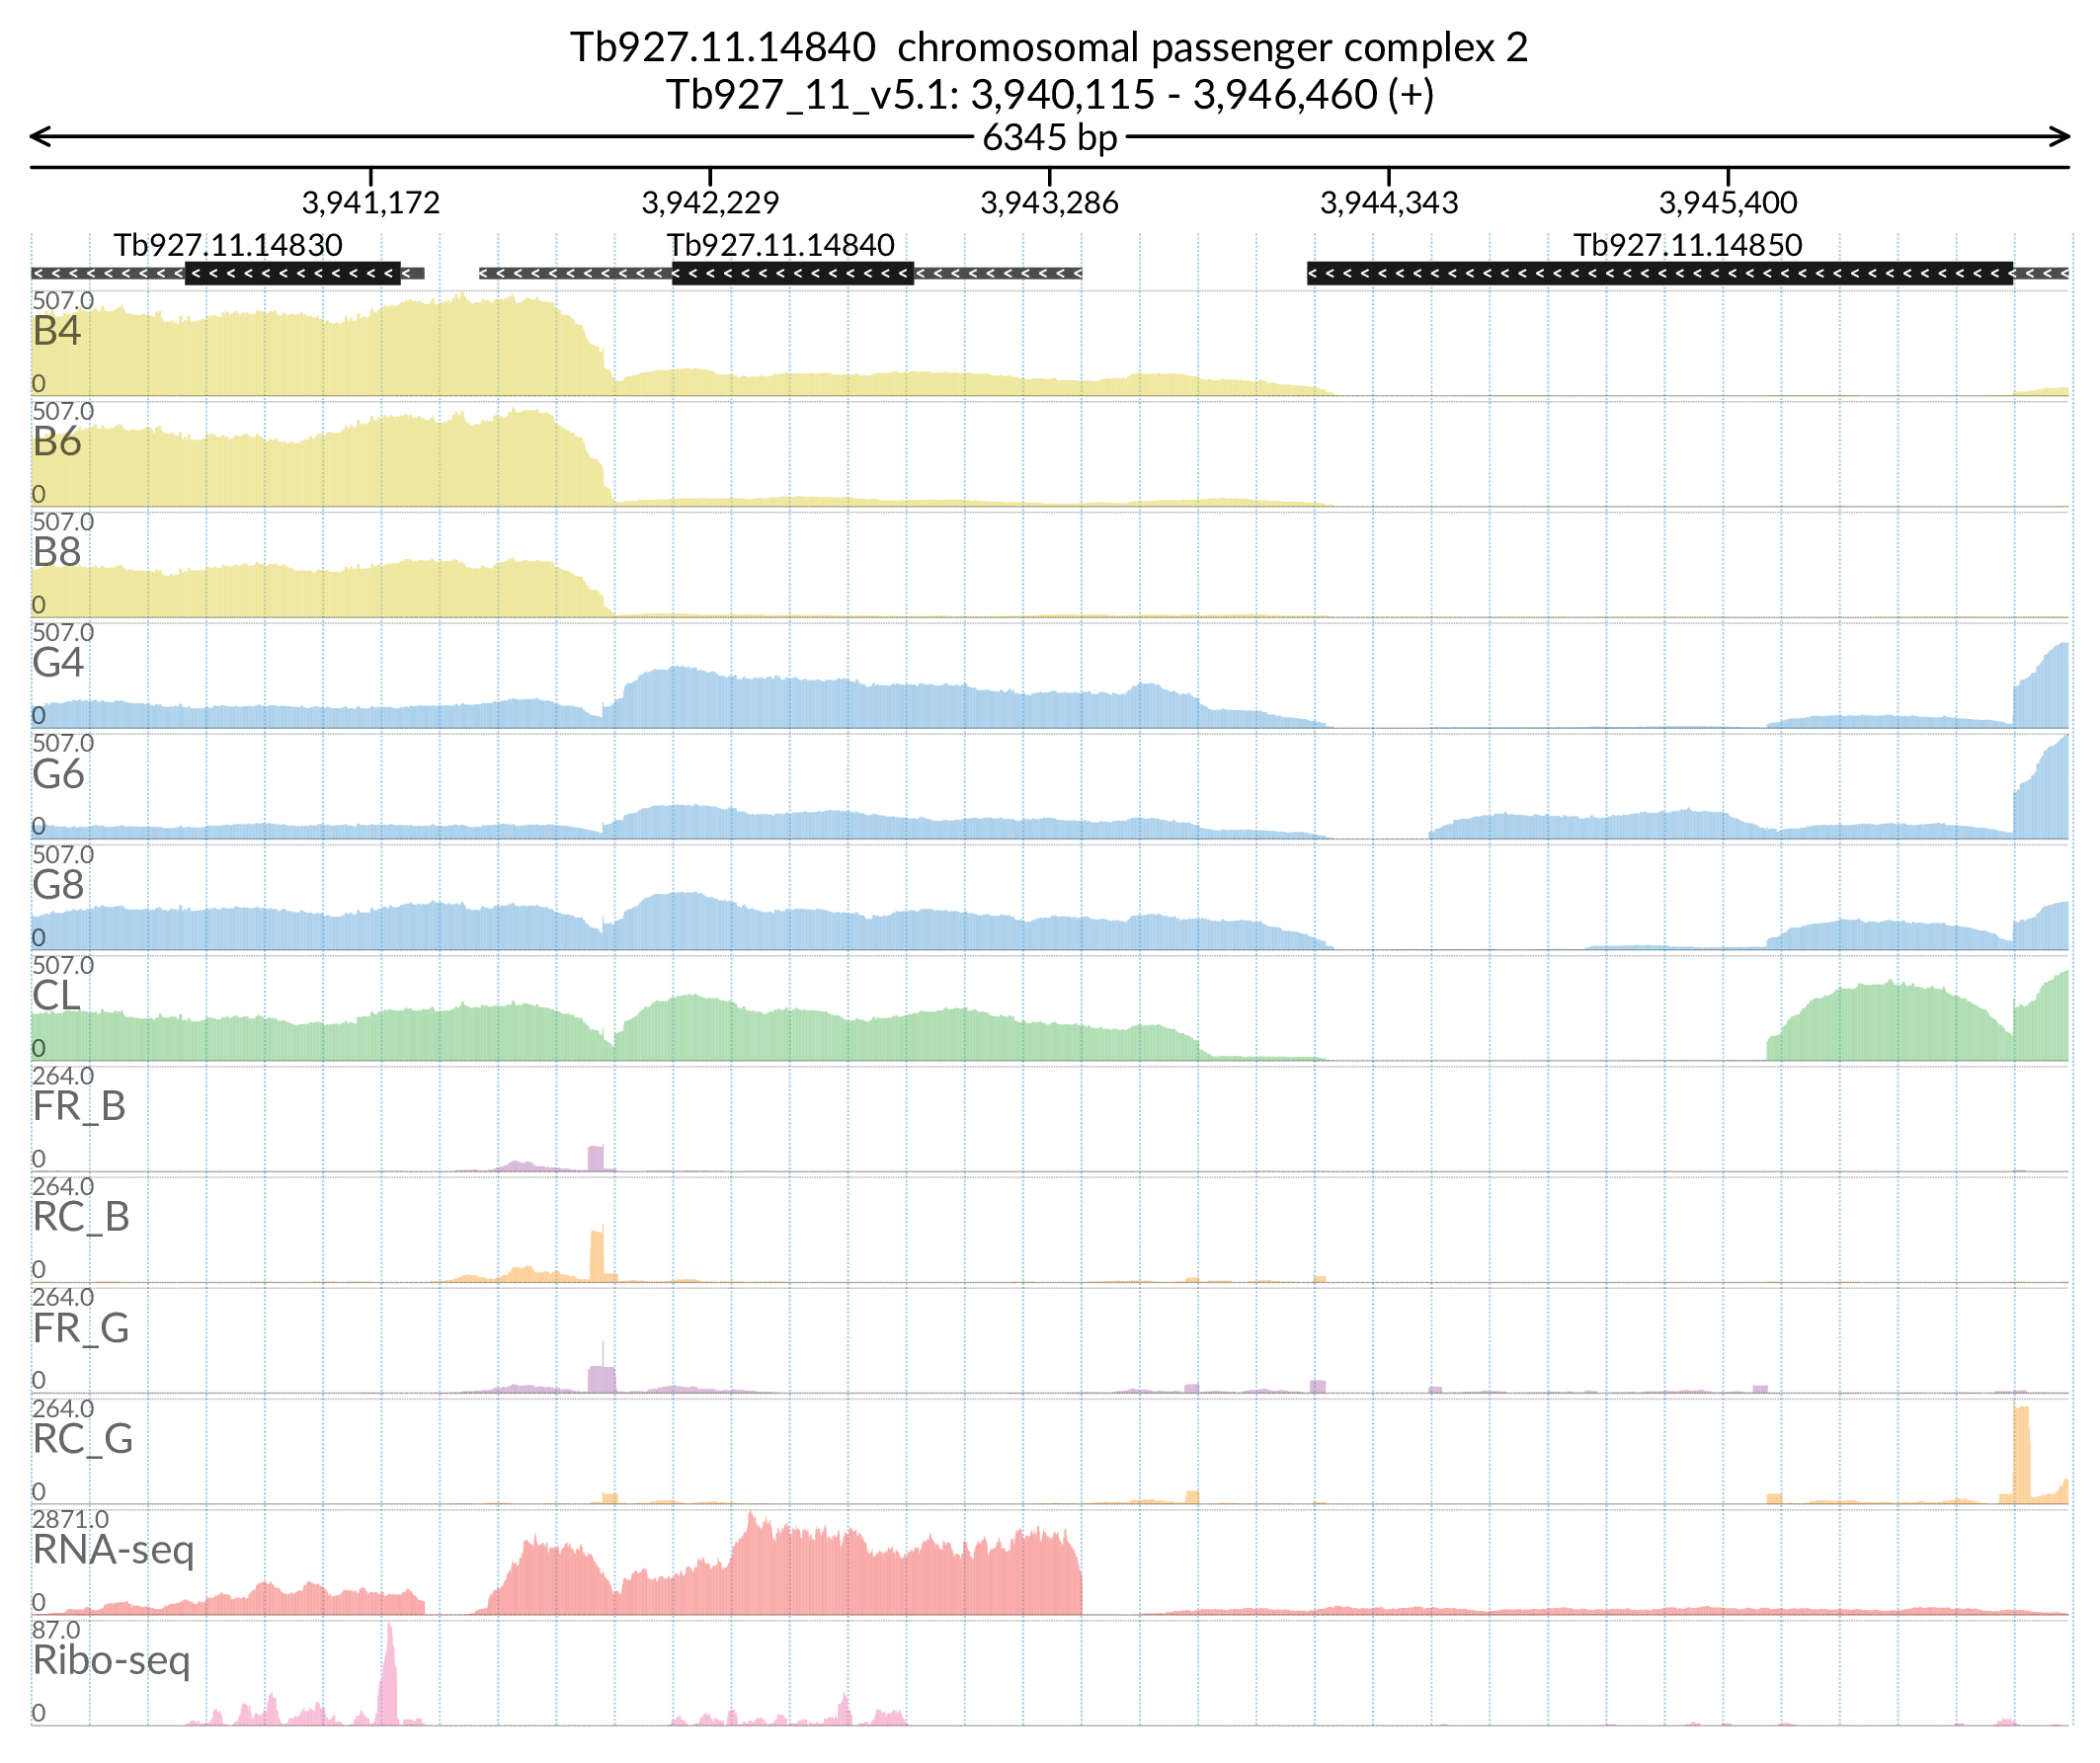 Tb927.11.14840 chromosomal passenger complex 2
Tb927_11_v5.1: 3,940,115 - 3,946,460 (+)
6345 bp
3,941,172 3,942,229 3,943,286 3,944,343 3,945,400
Tb927.11.14830 Tb927.11.14840 Tb927.11.14850
507.0
B4
0
507.0
B6
0
507.0
B8
0
507.0
G4
0
507.0
G6
0
507.0
G8
0
507.0
CL
0
264.0
FR_B
0
264.0
RC_B
0
264.0
FR_G
0
264.0
RC_G
0
2871.0
RNA-seq
0
87.0
Ribo-seq
0